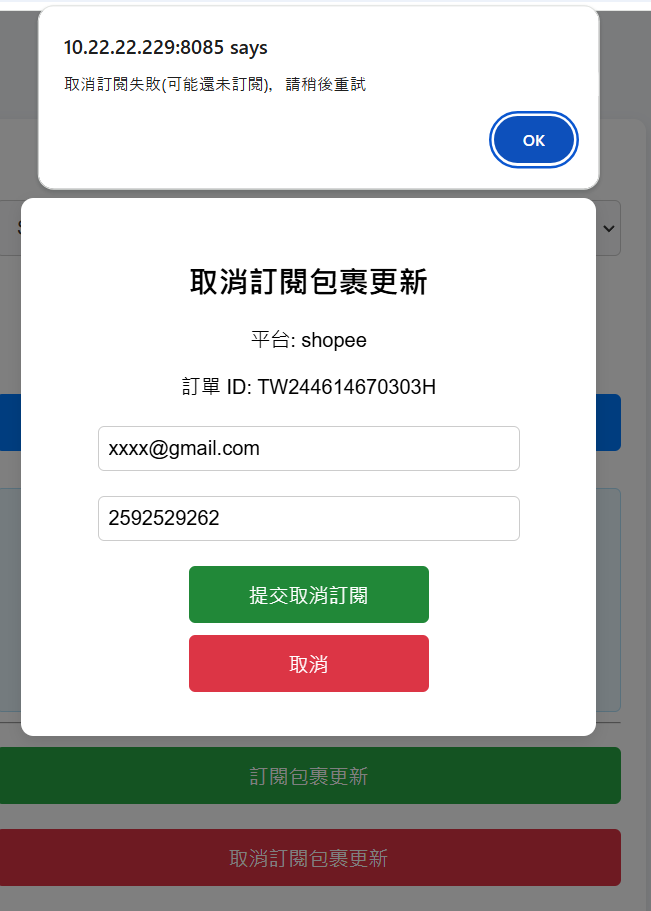 10.22.22.229:8085 says
取消訂閱失敗(可能還未訂閱)，請稍後重試
OK
取消訂閱包裹更新
平台: shopee
訂單 ID: TW244614670303H
xxxx@gmail.com
2592529262
提交取消訂閱
取消
訂閱包裹更新
取消訂閱包裹更新